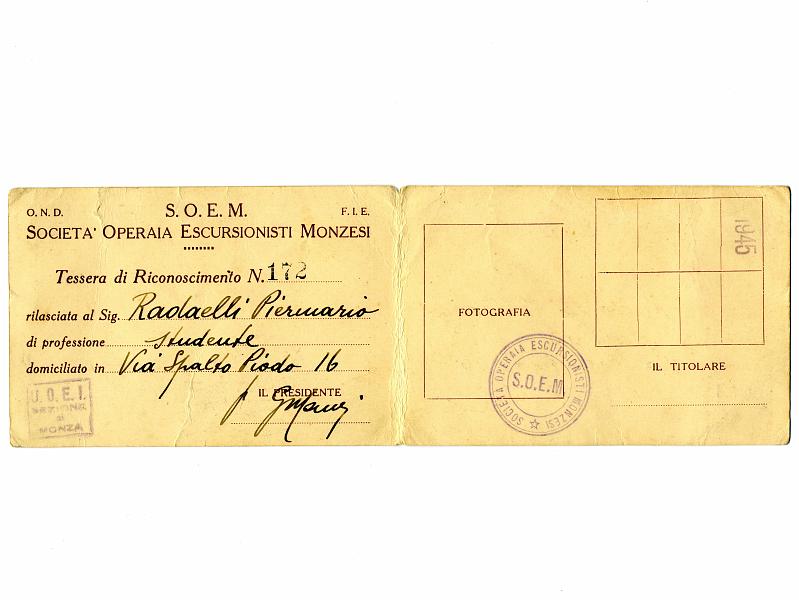 O.N.D. S.O.E.M. F.I.E.
SOCIETA' OPERAIA ESCURSIONISTI MONZESI
Tessera di Riconoscimento N. 172
rilasciata al Sig. Radaelli Piermario
di professione studente
domiciliato in Via Spalto Piodo 16
IL PRESIDENTE
U.O.E.I.
SEZIONE
di
MONZA
FOTOGRAFIA
SOCIETÀ OPERAIA ESCURSIONISTI MONZESI
S.O.E.M
1945
IL TITOLARE